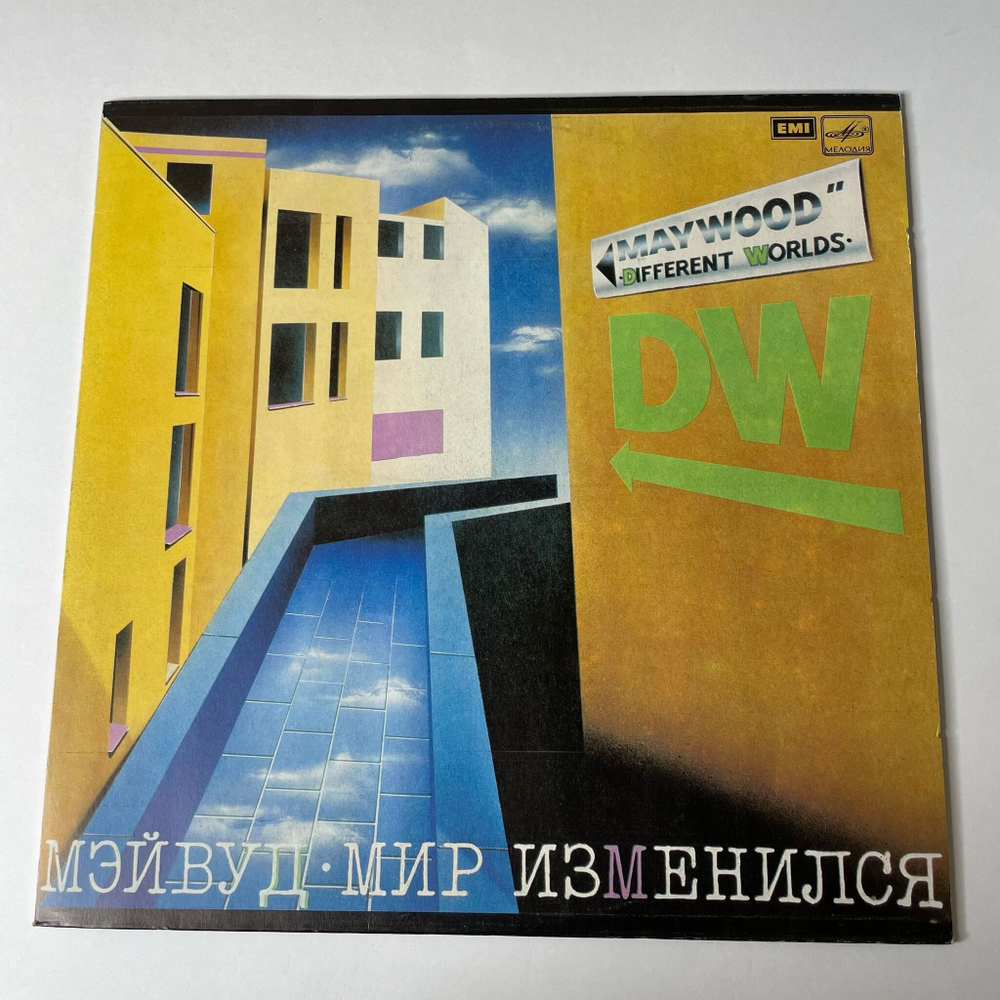 EMI
МЕЛОДИЯ
MAYWOOD"
·DIFFERENT WORLDS·
DW
МЭЙВУД·МИР ИЗМЕНИЛСЯ